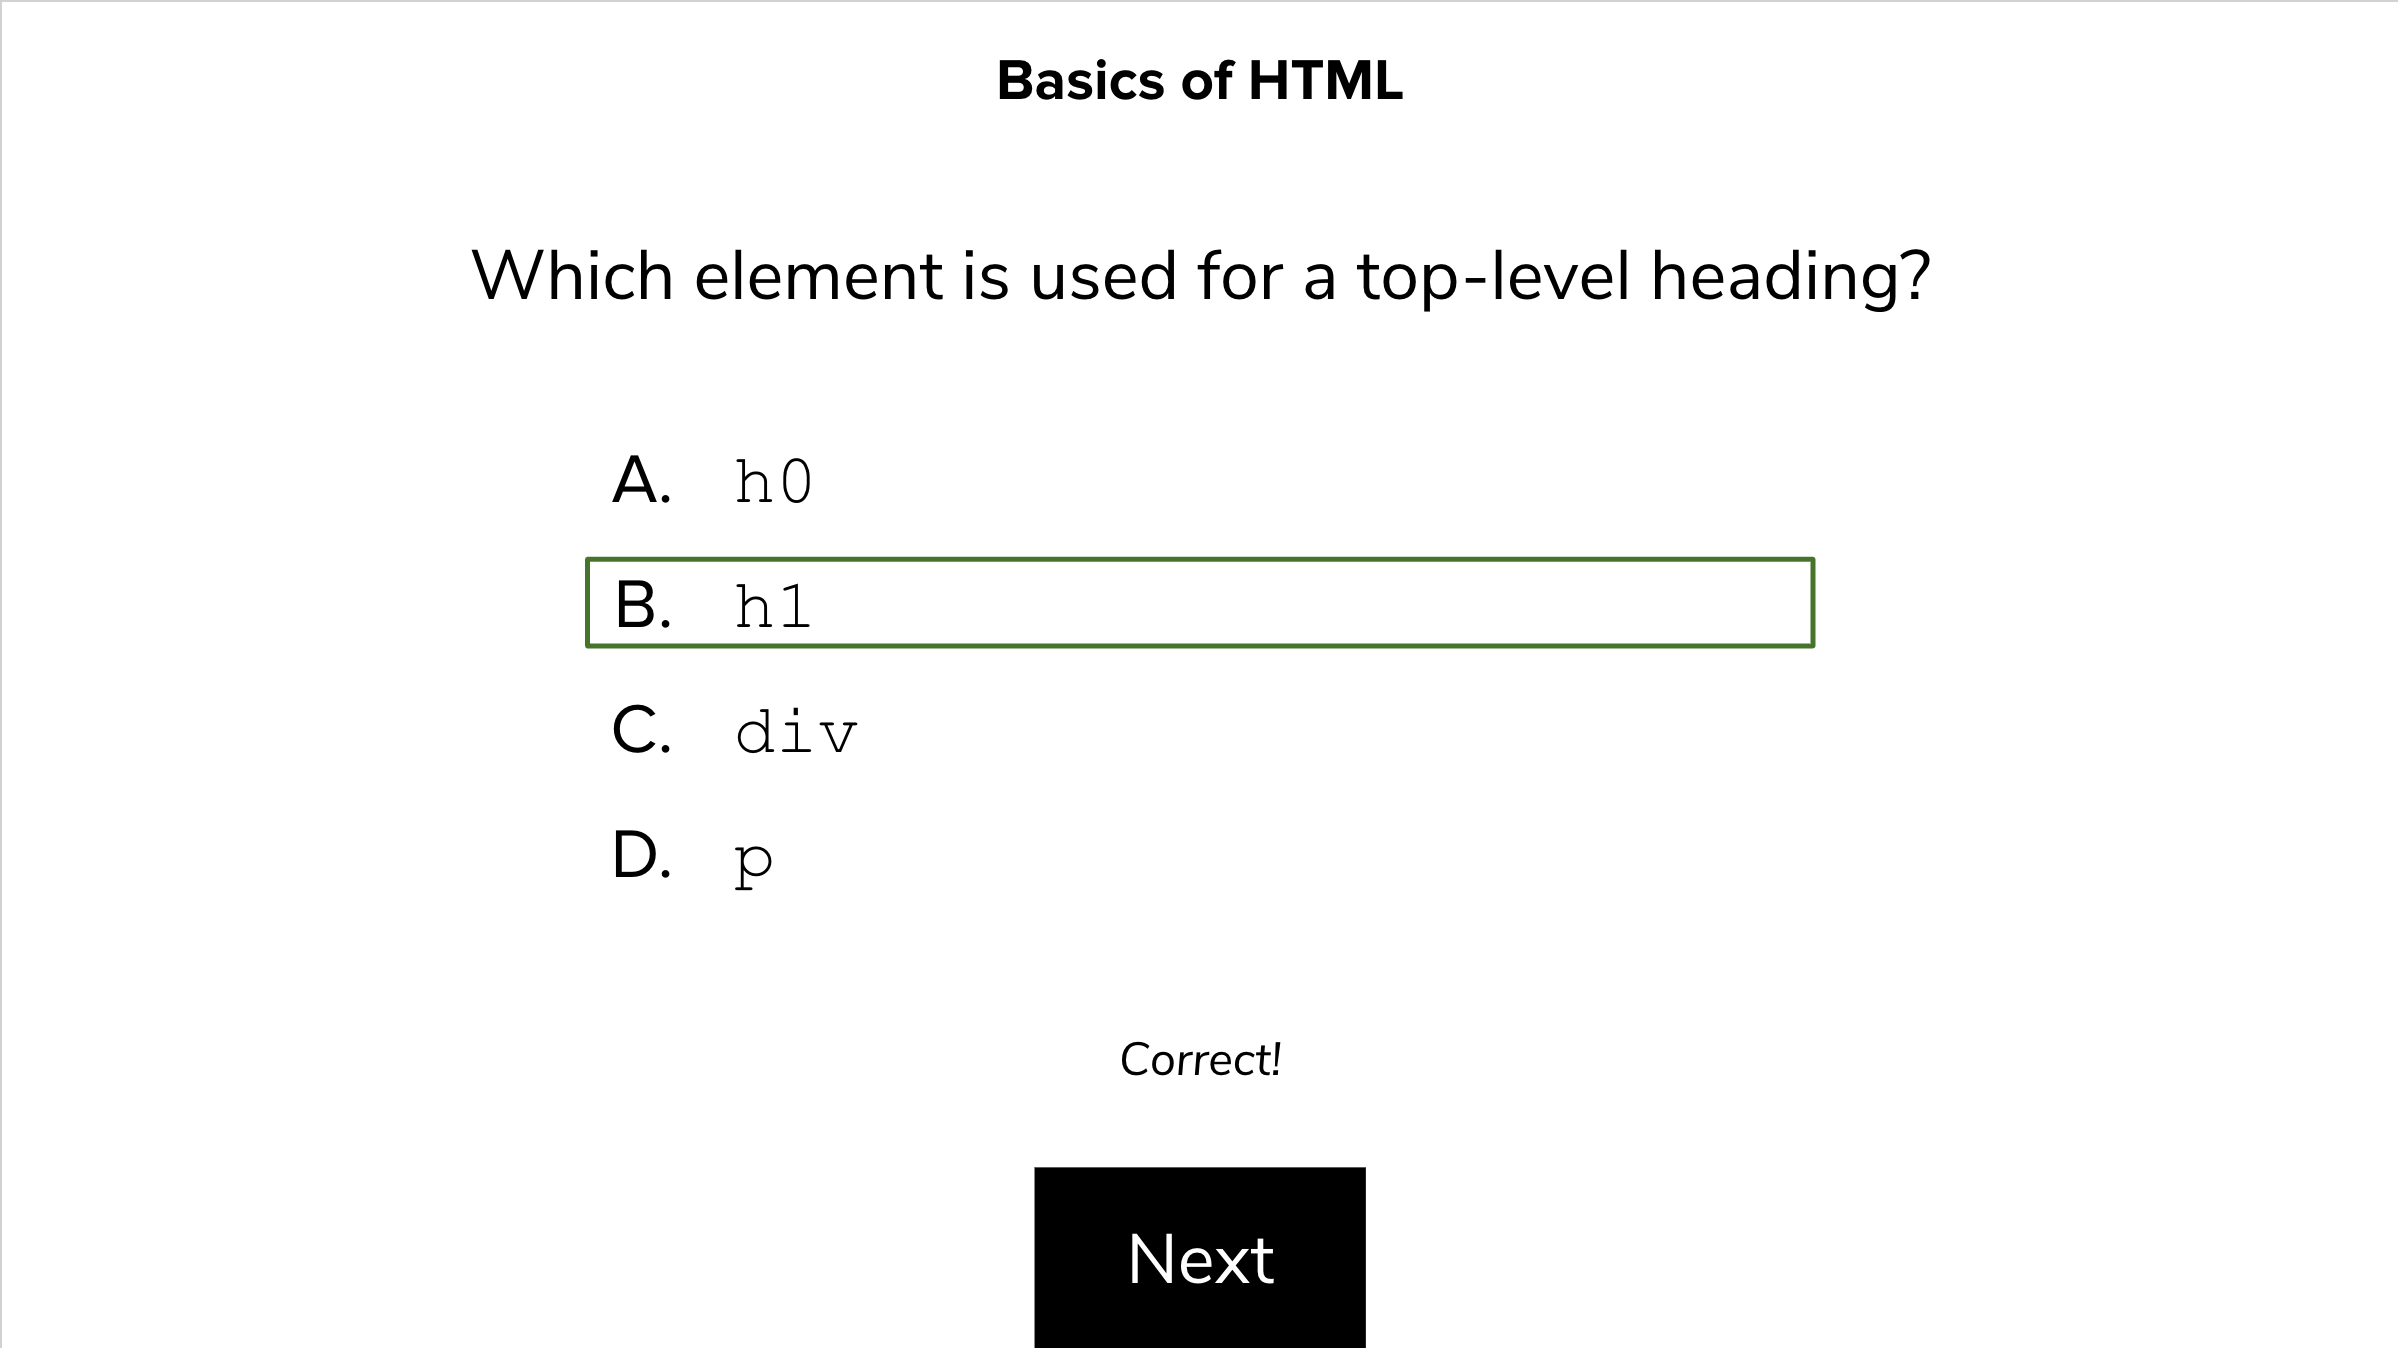 Basics of HTML
Which element is used for a top-level heading?
A. h0
B. h1
C. div
D. p
Correct!
Next